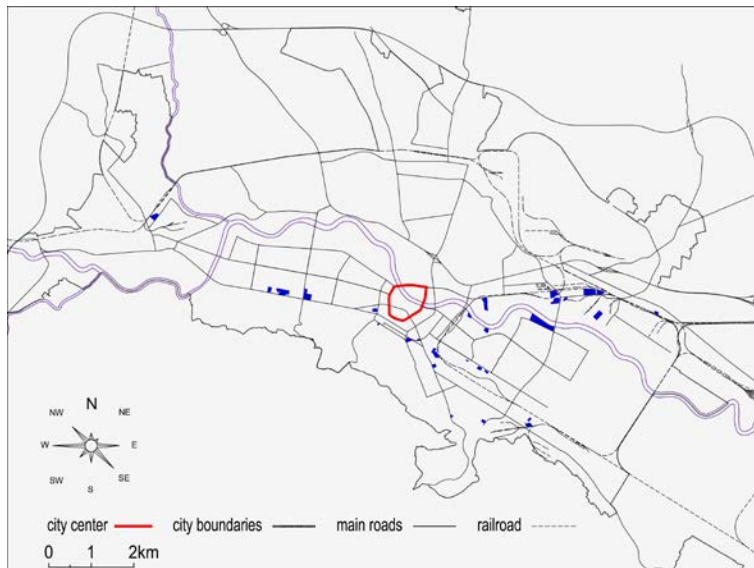 NW N NE
W E
SW S SE
city center city boundaries main roads railroad
0 1 2km